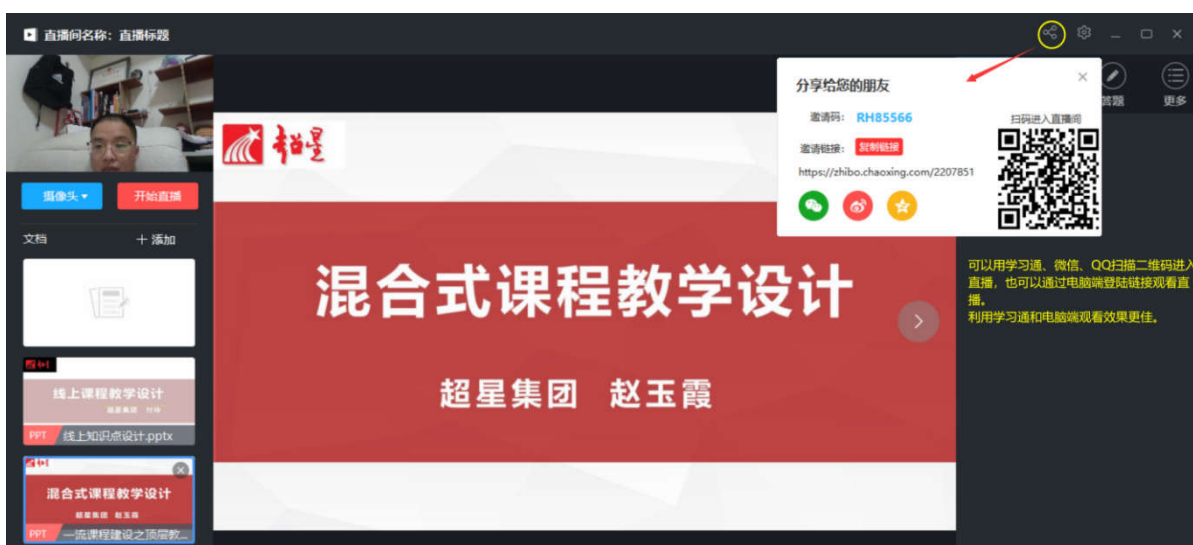 直播间名称：直播标题
分享给您的朋友
答题
更多
邀请码： RH85566
扫码进入直播间
邀请链接： 复制链接
https://zhibo.chaoxing.com/2207851
超星
摄像头
开始直播
文档
+ 添加
混合式课程教学设计
超星集团 赵玉霞
可以用学习通、微信、QQ扫描二维码进入
直播，也可以通过电脑端登陆链接观看直
播。
利用学习通和电脑端观看效果更佳。
线上课程教学设计
PPT 线上知识点设计.pptx
混合式课程教学设计
超星集团 赵玉霞
PPT 一流课程建设之顶层教...